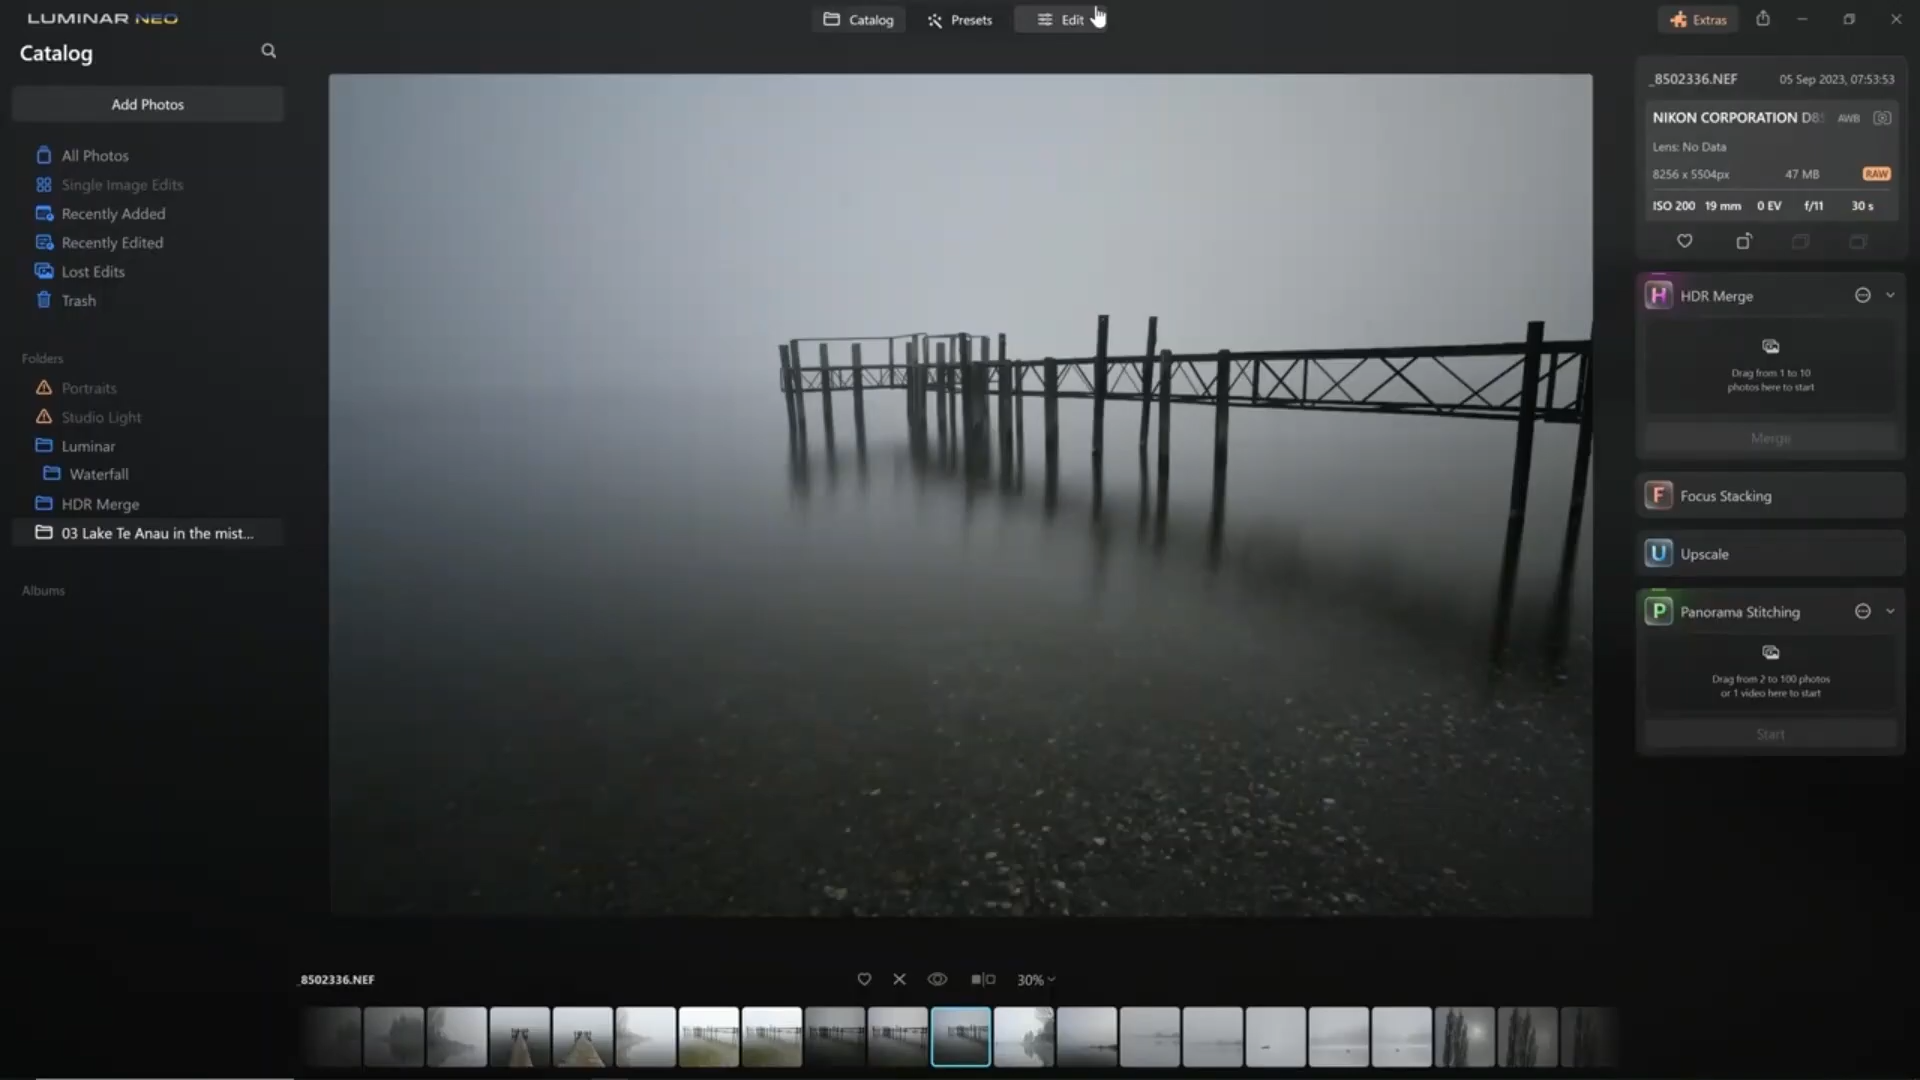 LUMINAR NEO
Catalog
Presets
Edit
Extras
Catalog
Add Photos
All Photos
Single Image Edits
Recently Added
Recently Edited
Lost Edits
Trash
Folders
Portraits
Studio Light
Luminar
Waterfall
HDR Merge
03 Lake Te Anau in the mist...
Albums
_8502336.NEF 05 Sep 2023, 07:53:53
NIKON CORPORATION D85 AWB
Lens: No Data
8256 x 5504px 47 MB RAW
ISO 200 19 mm 0 EV f/11 30 s
H HDR Merge
Drag from 1 to 10
photos here to start
Merge
F Focus Stacking
U Upscale
P Panorama Stitching
Drag from 2 to 100 photos
or 1 video here to start
Start
_8502336.NEF
30%